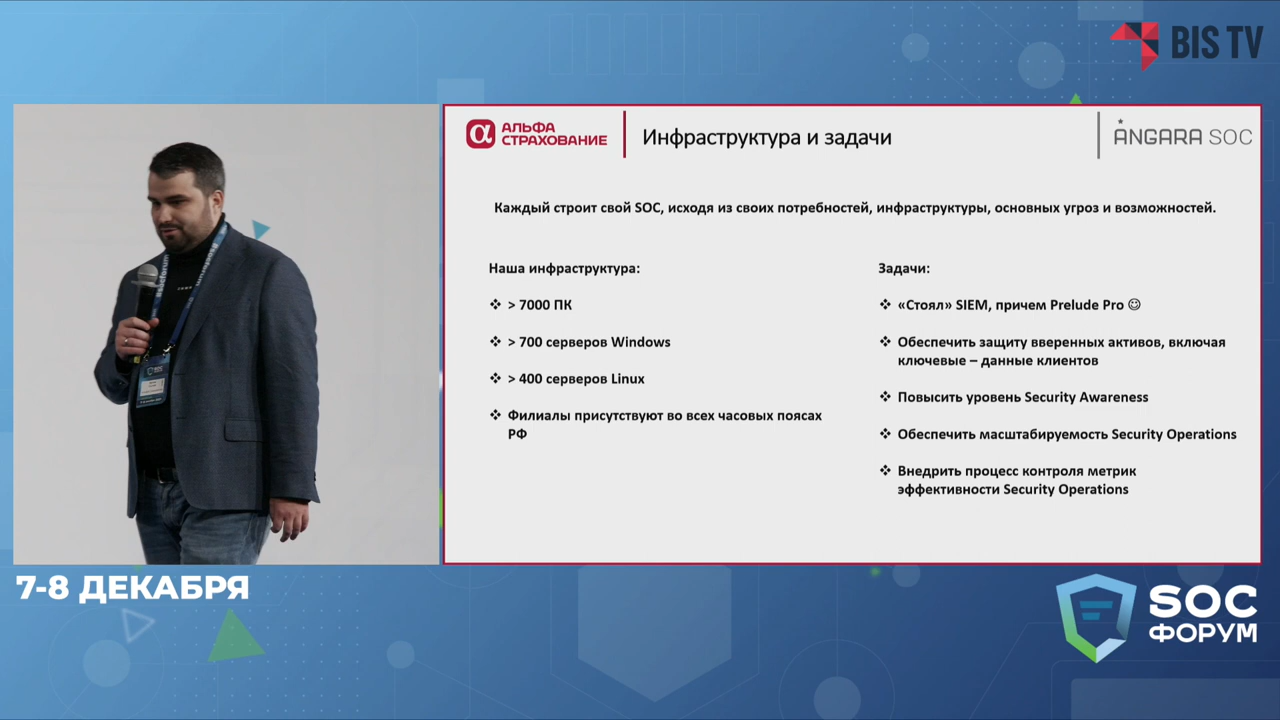 BIS TV
АЛЬФА
СТРАХОВАНИЕ
Инфраструктура и задачи
ANGARA SOC
Каждый строит свой SOC, исходя из своих потребностей, инфраструктуры, основных угроз и возможностей.
Наша инфраструктура:
❖ > 7000 ПК
❖ > 700 серверов Windows
❖ > 400 серверов Linux
❖ Филиалы присутствуют во всех часовых поясах
РФ
Задачи:
❖ «Стоял» SIEM, причем Prelude Pro ☺
❖ Обеспечить защиту вверенных активов, включая
ключевые – данные клиентов
❖ Повысить уровень Security Awareness
❖ Обеспечить масштабируемость Security Operations
❖ Внедрить процесс контроля метрик
эффективности Security Operations
7-8 ДЕКАБРЯ
SOC
ФОРУМ